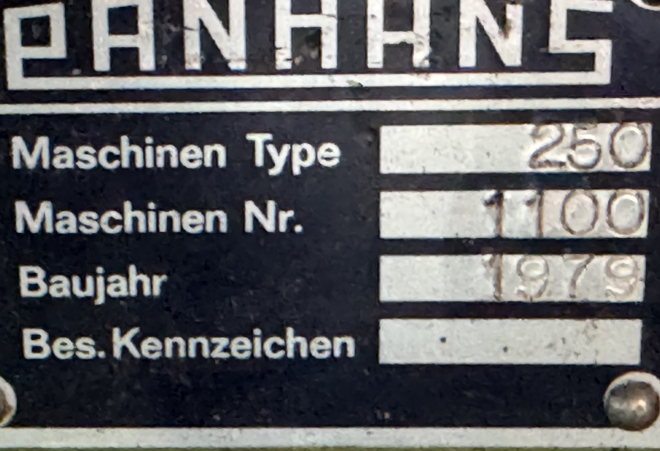 PANHANS
Maschinen Type 250
Maschinen Nr. 1100
Baujahr 1979
Bes. Kennzeichen